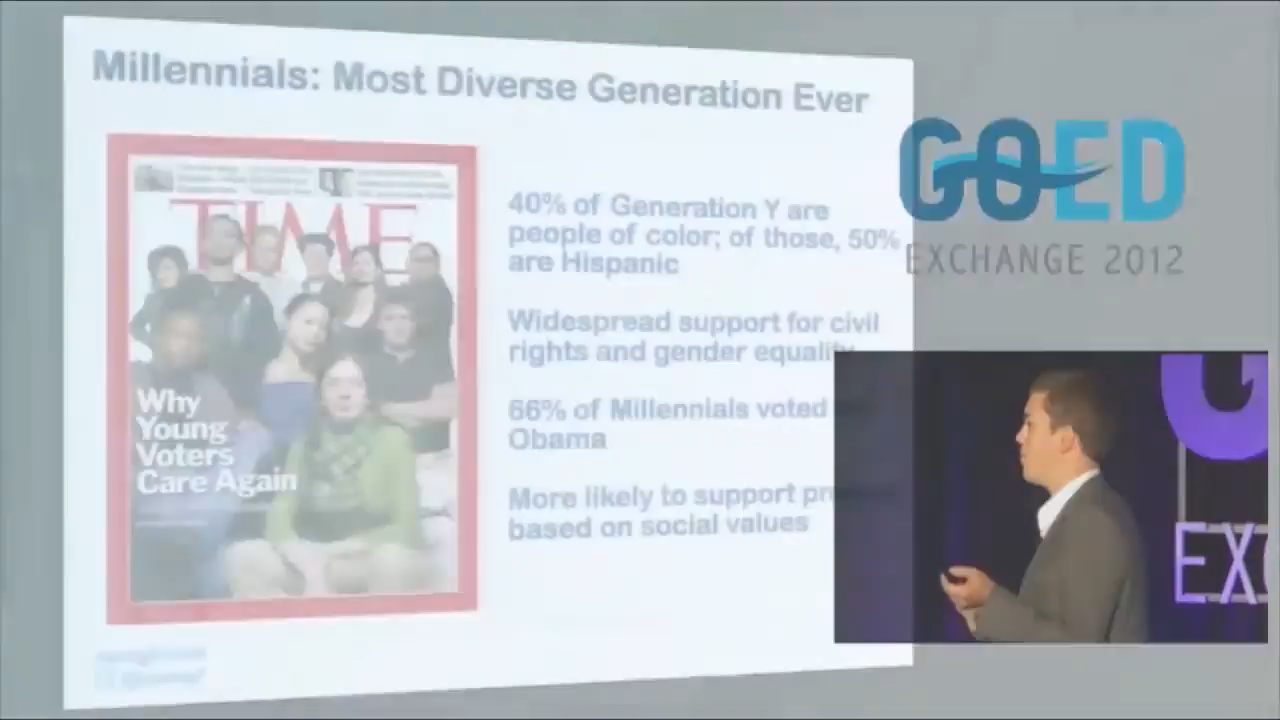 Millennials: Most Diverse Generation Ever
TIME
Why
Young
Voters
Care Again
40% of Generation Y are
people of color; of those, 50%
are Hispanic
Widespread support for civil
rights and gender equality
66% of Millennials voted
Obama
More likely to support
based on social values
GOED
EXCHANGE 2012
G
EX